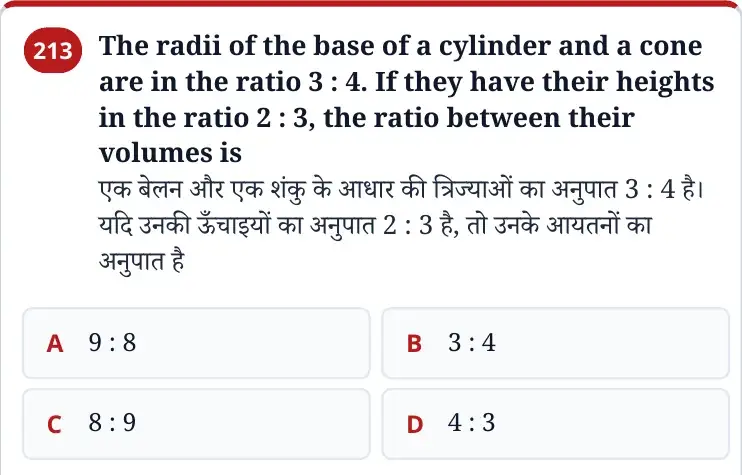 213 The radii of the base of a cylinder and a cone
are in the ratio 3 : 4. If they have their heights
in the ratio 2 : 3, the ratio between their
volumes is
एक बेलन और एक शंकु के आधार की त्रिज्याओं का अनुपात 3 : 4 है।
यदि उनकी ऊँचाइयों का अनुपात 2 : 3 है, तो उनके आयतनों का
अनुपात है
A 9 : 8
B 3 : 4
C 8 : 9
D 4 : 3